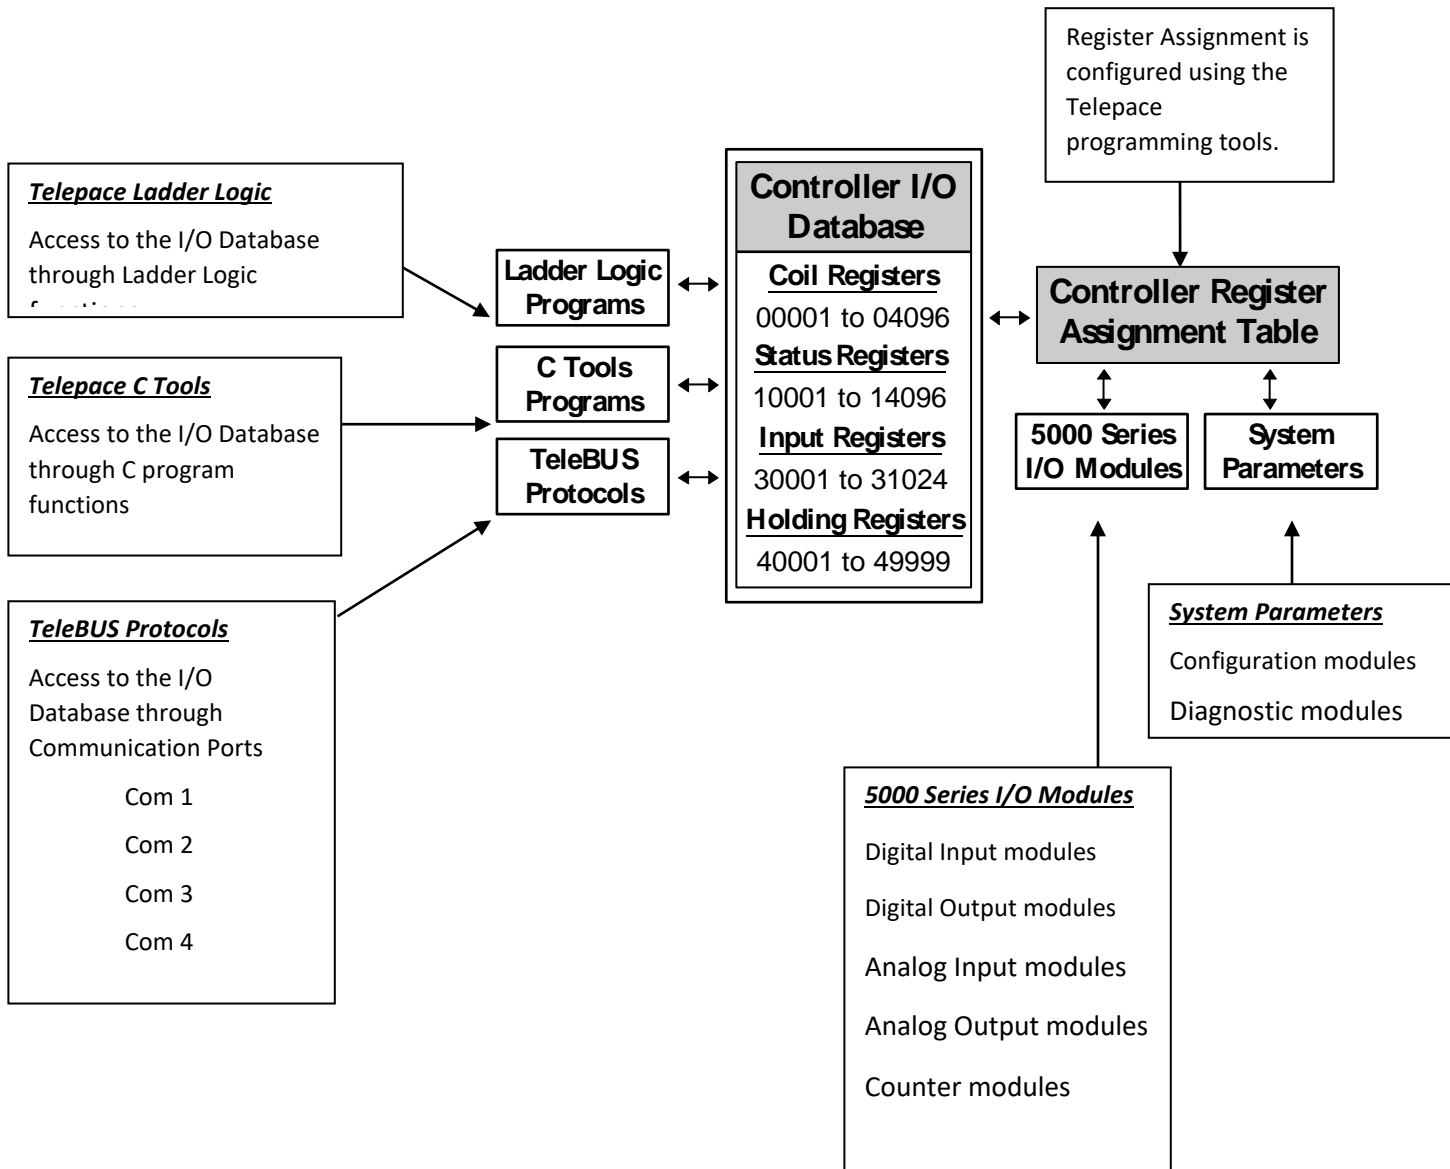 Register Assignment is
configured using the
Telepace
programming tools.
Telepace Ladder Logic
Access to the I/O Database
through Ladder Logic
Telepace C Tools
Access to the I/O Database
through C program
functions
TeleBUS Protocols
Access to the I/O
Database through
Communication Ports
Com 1
Com 2
Com 3
Com 4
Ladder Logic
Programs
C Tools
Programs
TeleBUS
Protocols
Controller I/O
Database
Coil Registers
00001 to 04096
Status Registers
10001 to 14096
Input Registers
30001 to 31024
Holding Registers
40001 to 49999
Controller Register
Assignment Table
5000 Series
I/O Modules
System
Parameters
System Parameters
Configuration modules
Diagnostic modules
5000 Series I/O Modules
Digital Input modules
Digital Output modules
Analog Input modules
Analog Output modules
Counter modules